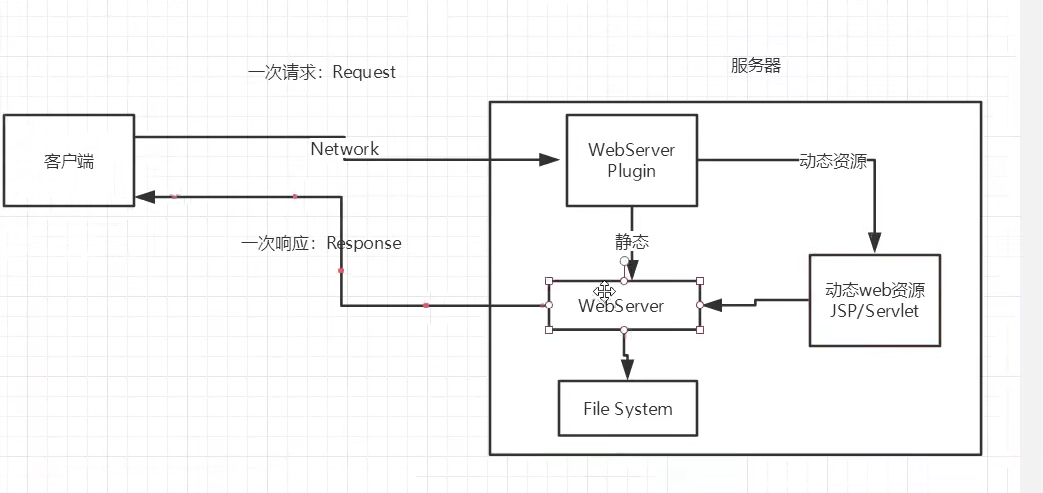 服务器
一次请求：Request
客户端
Network
WebServer
Plugin
动态资源
一次响应：Response
静态
WebServer
动态web资源
JSP/Servlet
File System